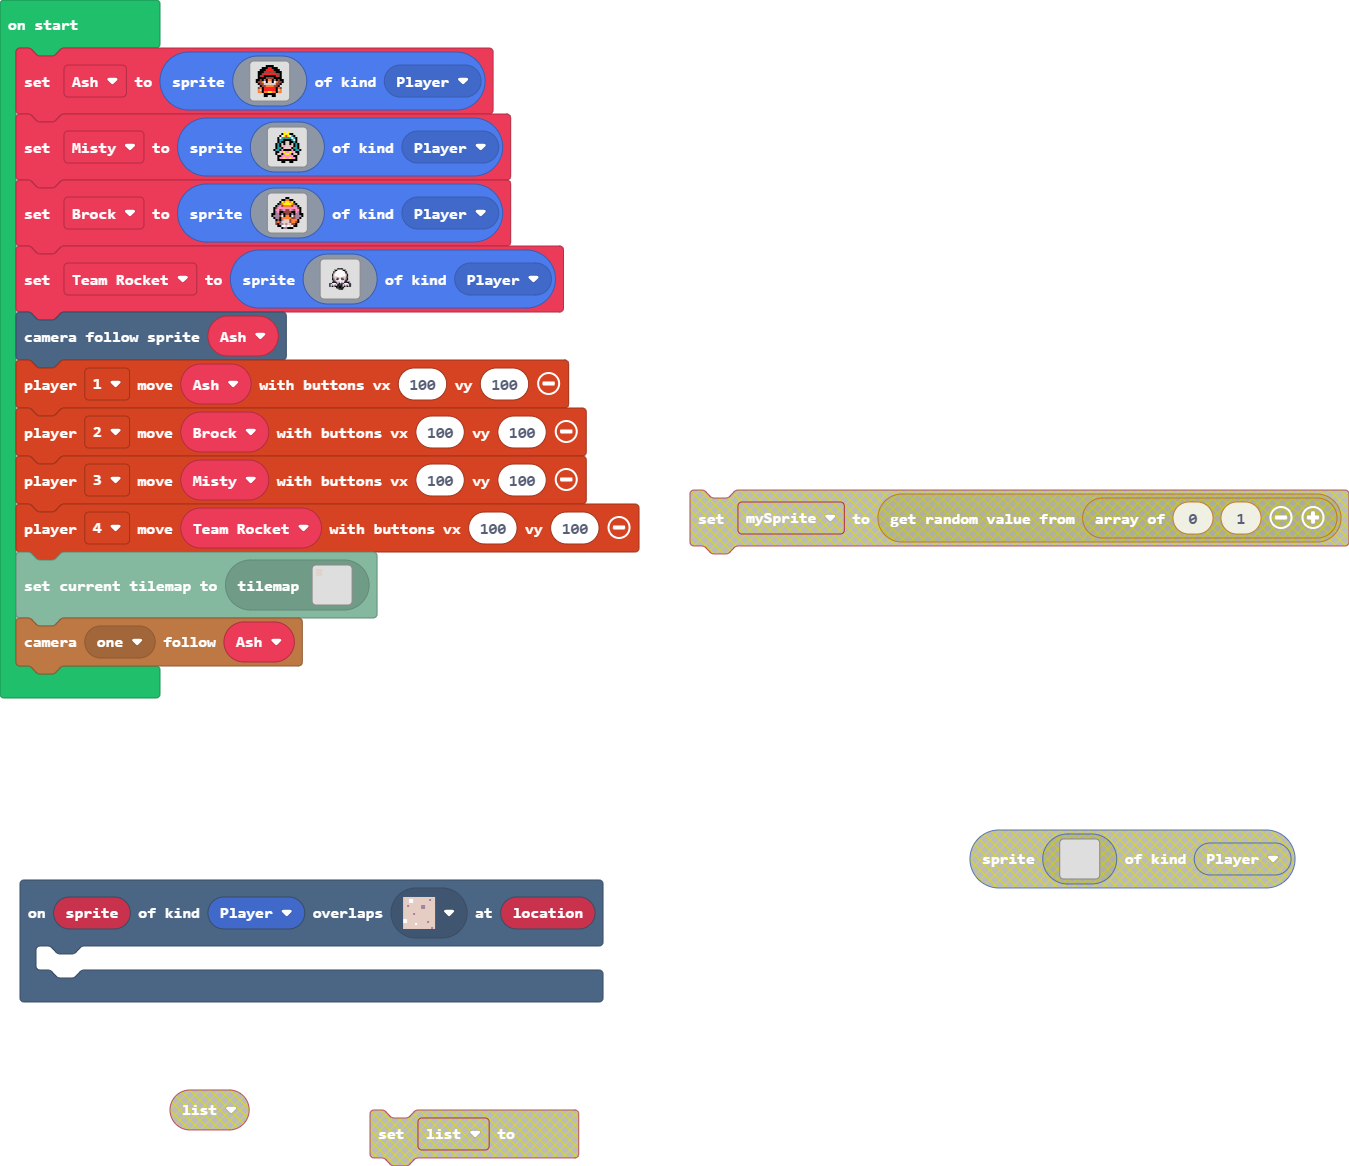 on start
set Ash to sprite of kind Player
set Misty to sprite of kind Player
set Brock to sprite of kind Player
set Team Rocket to sprite of kind Player
camera follow sprite Ash
player 1 move Ash with buttons vx 100 vy 100
player 2 move Brock with buttons vx 100 vy 100
player 3 move Misty with buttons vx 100 vy 100
player 4 move Team Rocket with buttons vx 100 vy 100
set current tilemap to tilemap
camera one follow Ash
set mySprite to get random value from array of 0 1
sprite of kind Player
on sprite of kind Player overlaps at location
list
set list to